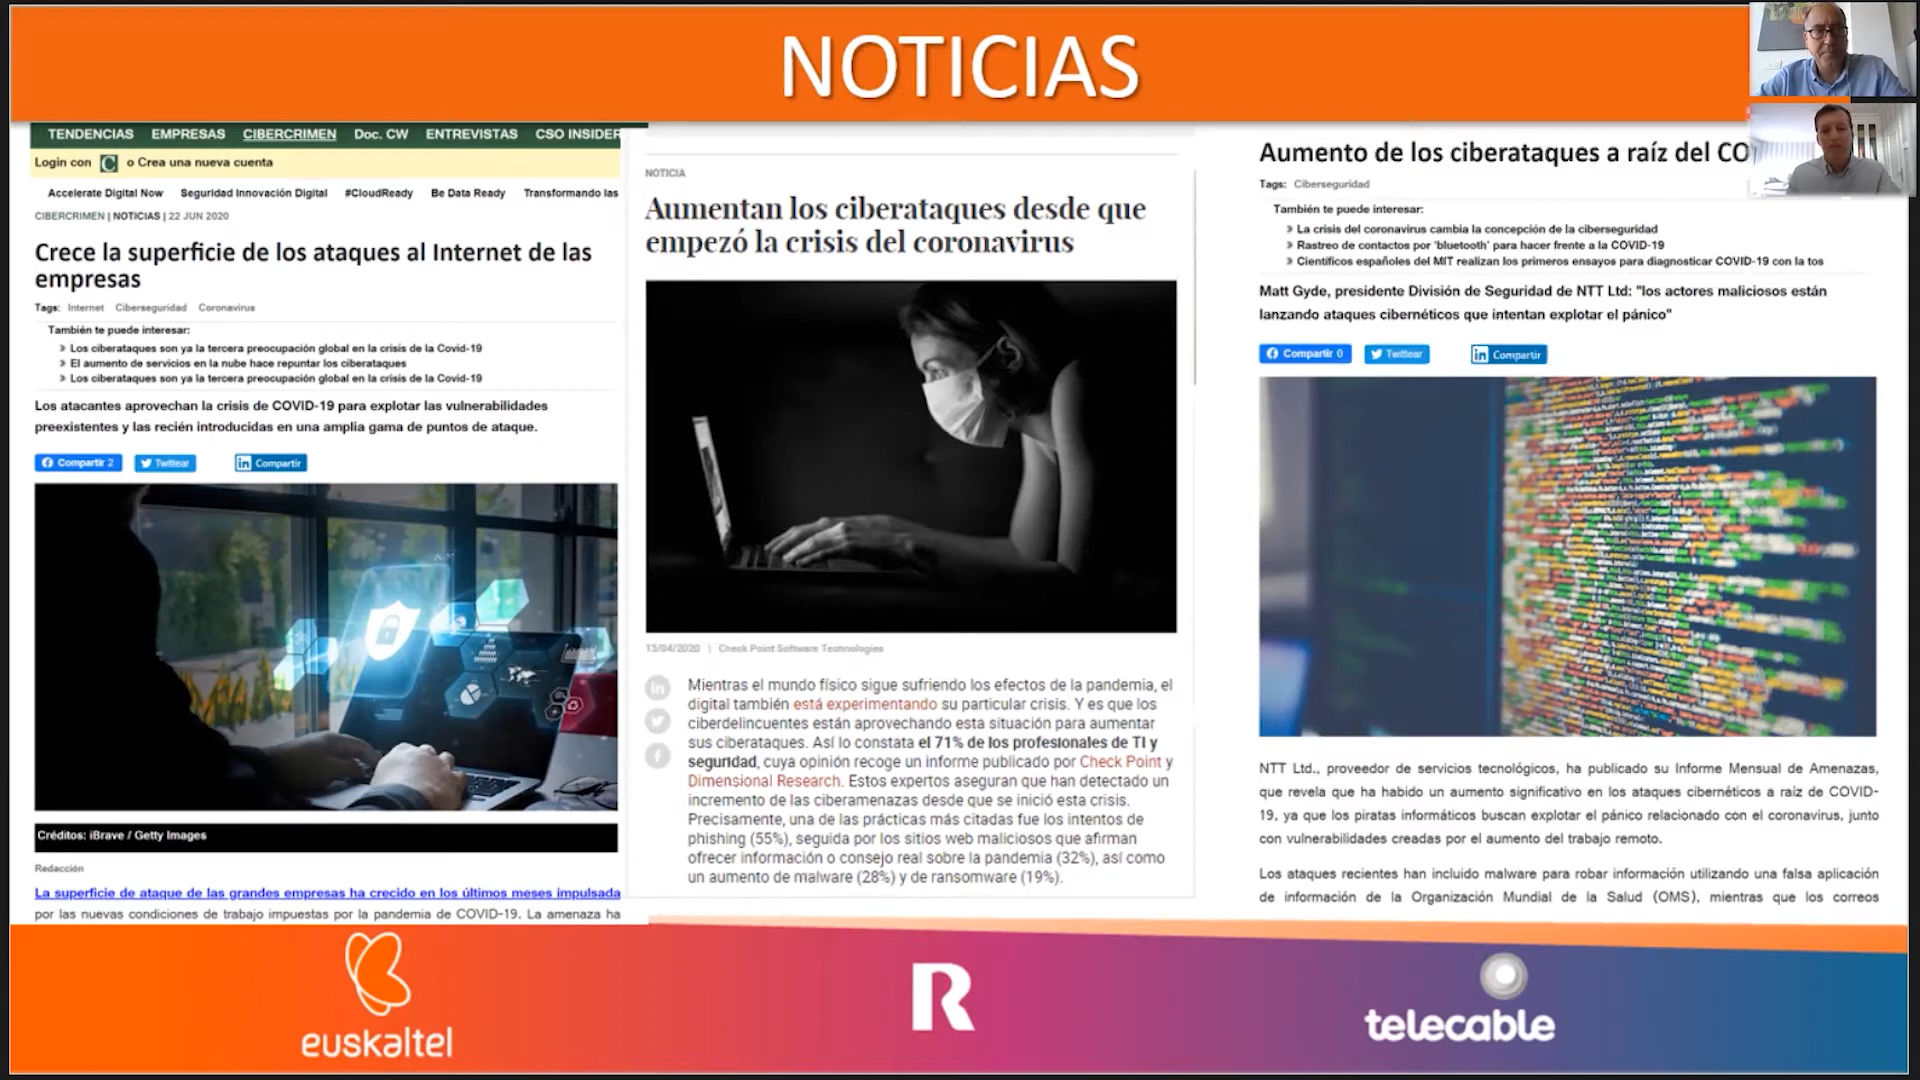 NOTICIAS
TENDENCIAS EMPRESAS CIBERCRIMEN Doc. CW ENTREVISTAS CSO INSIDER
Login con C o Crea una nueva cuenta
Accelerate Digital Now Seguridad Innovación Digital #CloudReady Be Data Ready Transformando las
CIBERCRIMEN | NOTICIAS | 22 JUN 2020
Crece la superficie de los ataques al Internet de las
empresas
Tags: Internet Ciberseguridad Coronavirus
También te puede interesar:
» Los ciberataques son ya la tercera preocupación global en la crisis de la Covid-19
» El aumento de servicios en la nube hace repuntar los ciberataques
» Los ciberataques son ya la tercera preocupación global en la crisis de la Covid-19
Los atacantes aprovechan la crisis de COVID-19 para explotar las vulnerabilidades
preexistentes y las recién introducidas en una amplia gama de puntos de ataque.
Compartir 2 Twittear Compartir
Créditos: iBrave / Getty Images
Redacción
La superficie de ataque de las grandes empresas ha crecido en los últimos meses impulsada
por las nuevas condiciones de trabajo impuestas por la pandemia de COVID-19. La amenaza ha
NOTICIA
Aumentan los ciberataques desde que
empezó la crisis del coronavirus
13/04/2020 | Check Point Software Technologies
Mientras el mundo físico sigue sufriendo los efectos de la pandemia, el
digital también está experimentando su particular crisis. Y es que los
ciberdelincuentes están aprovechando esta situación para aumentar
sus ciberataques. Así lo constata el 71% de los profesionales de TI y
seguridad, cuya opinión recoge un informe publicado por Check Point y
Dimensional Research. Estos expertos aseguran que han detectado un
incremento de las ciberamenazas desde que se inició esta crisis.
Precisamente, una de las prácticas más citadas fue los intentos de
phishing (55%), seguida por los sitios web maliciosos que afirman
ofrecer información o consejo real sobre la pandemia (32%), así como
un aumento de malware (28%) y de ransomware (19%).
Aumento de los ciberataques a raíz del CO
Tags: Ciberseguridad
También te puede interesar:
» La crisis del coronavirus cambia la concepción de la ciberseguridad
» Rastreo de contactos por 'bluetooth' para hacer frente a la COVID-19
» Científicos españoles del MIT realizan los primeros ensayos para diagnosticar COVID-19 con la tos
Matt Gyde, presidente División de Seguridad de NTT Ltd: "los actores maliciosos están
lanzando ataques cibernéticos que intentan explotar el pánico"
Compartir 0 Twittear Compartir
NTT Ltd., proveedor de servicios tecnológicos, ha publicado su Informe Mensual de Amenazas,
que revela que ha habido un aumento significativo en los ataques cibernéticos a raíz de COVID-
19, ya que los piratas informáticos buscan explotar el pánico relacionado con el coronavirus, junto
con vulnerabilidades creadas por el aumento del trabajo remoto.
Los ataques recientes han incluido malware para robar información utilizando una falsa aplicación
de información de la Organización Mundial de la Salud (OMS), mientras que los correos
euskaltel
R
telecable